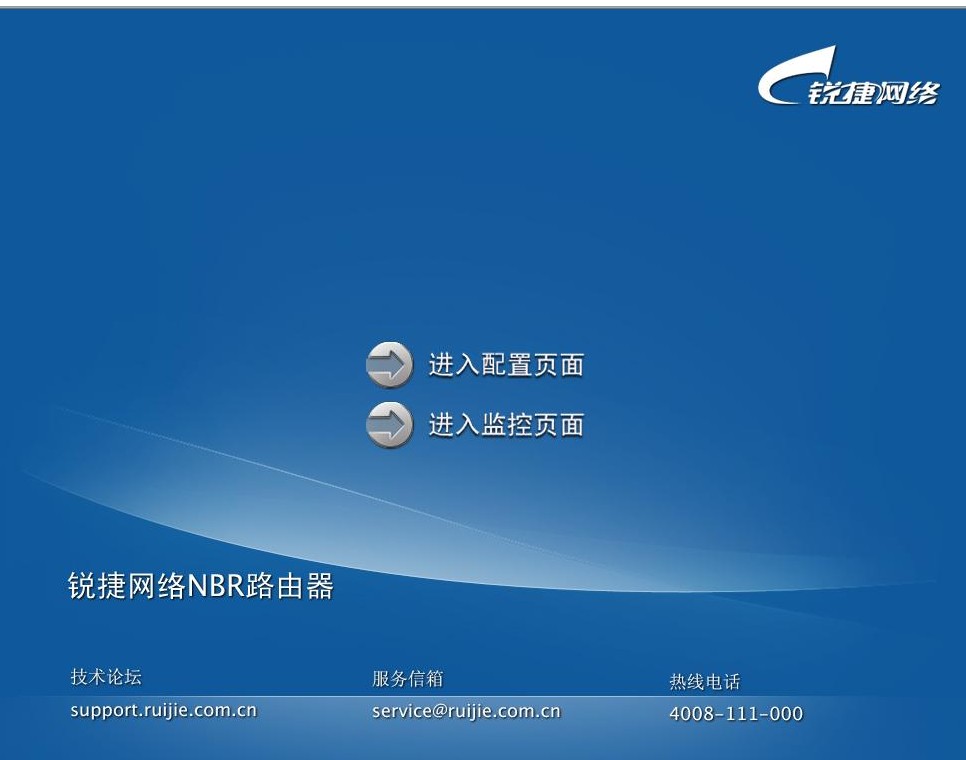 锐捷网络
进入配置页面
进入监控页面
锐捷网络NBR路由器
技术论坛
服务信箱
热线电话
support.ruijie.com.cn
service@ruijie.com.cn
4008-111-000